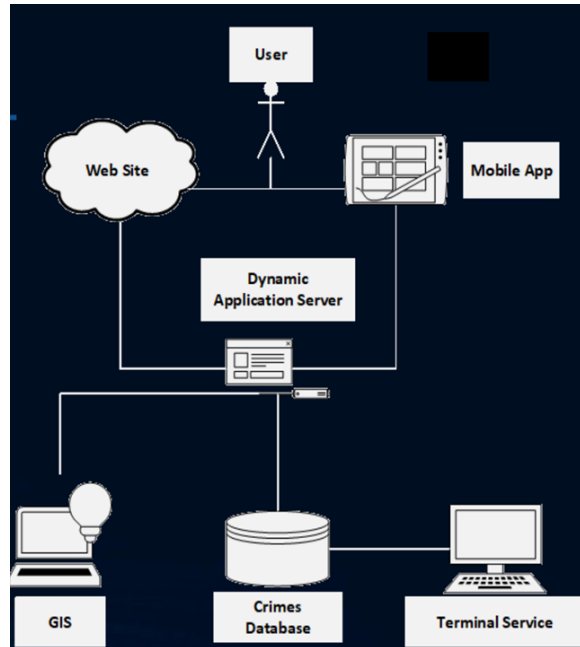 User
Web Site
Mobile App
Dynamic
Application Server
GIS
Crimes
Database
Terminal Service